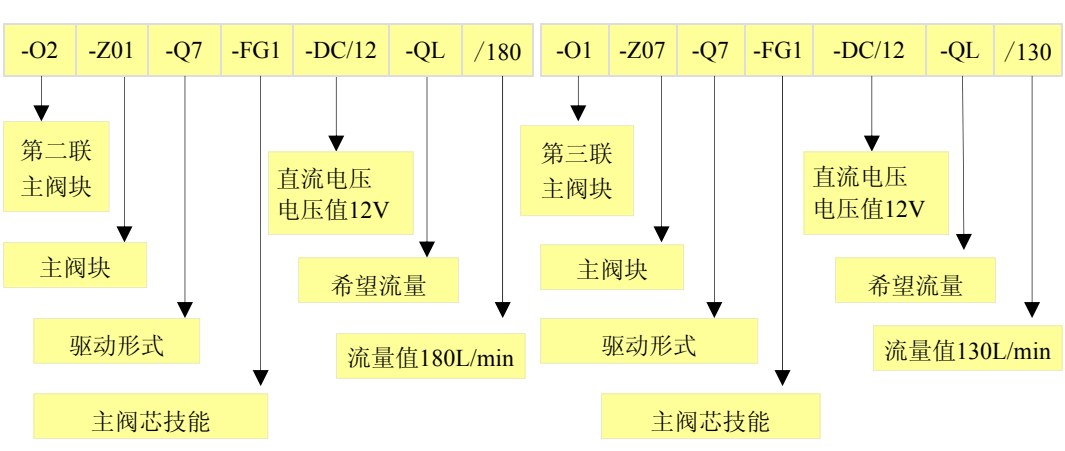 -O2 -Z01 -Q7 -FG1 -DC/12 -QL /180 -O1 -Z07 -Q7 -FG1 -DC/12 -QL /130
第二联
主阀块
直流电压
电压值12V
第三联
主阀块
直流电压
电压值12V
主阀块
希望流量
主阀块
希望流量
驱动形式
流量值180L/min
驱动形式
流量值130L/min
主阀芯技能
主阀芯技能